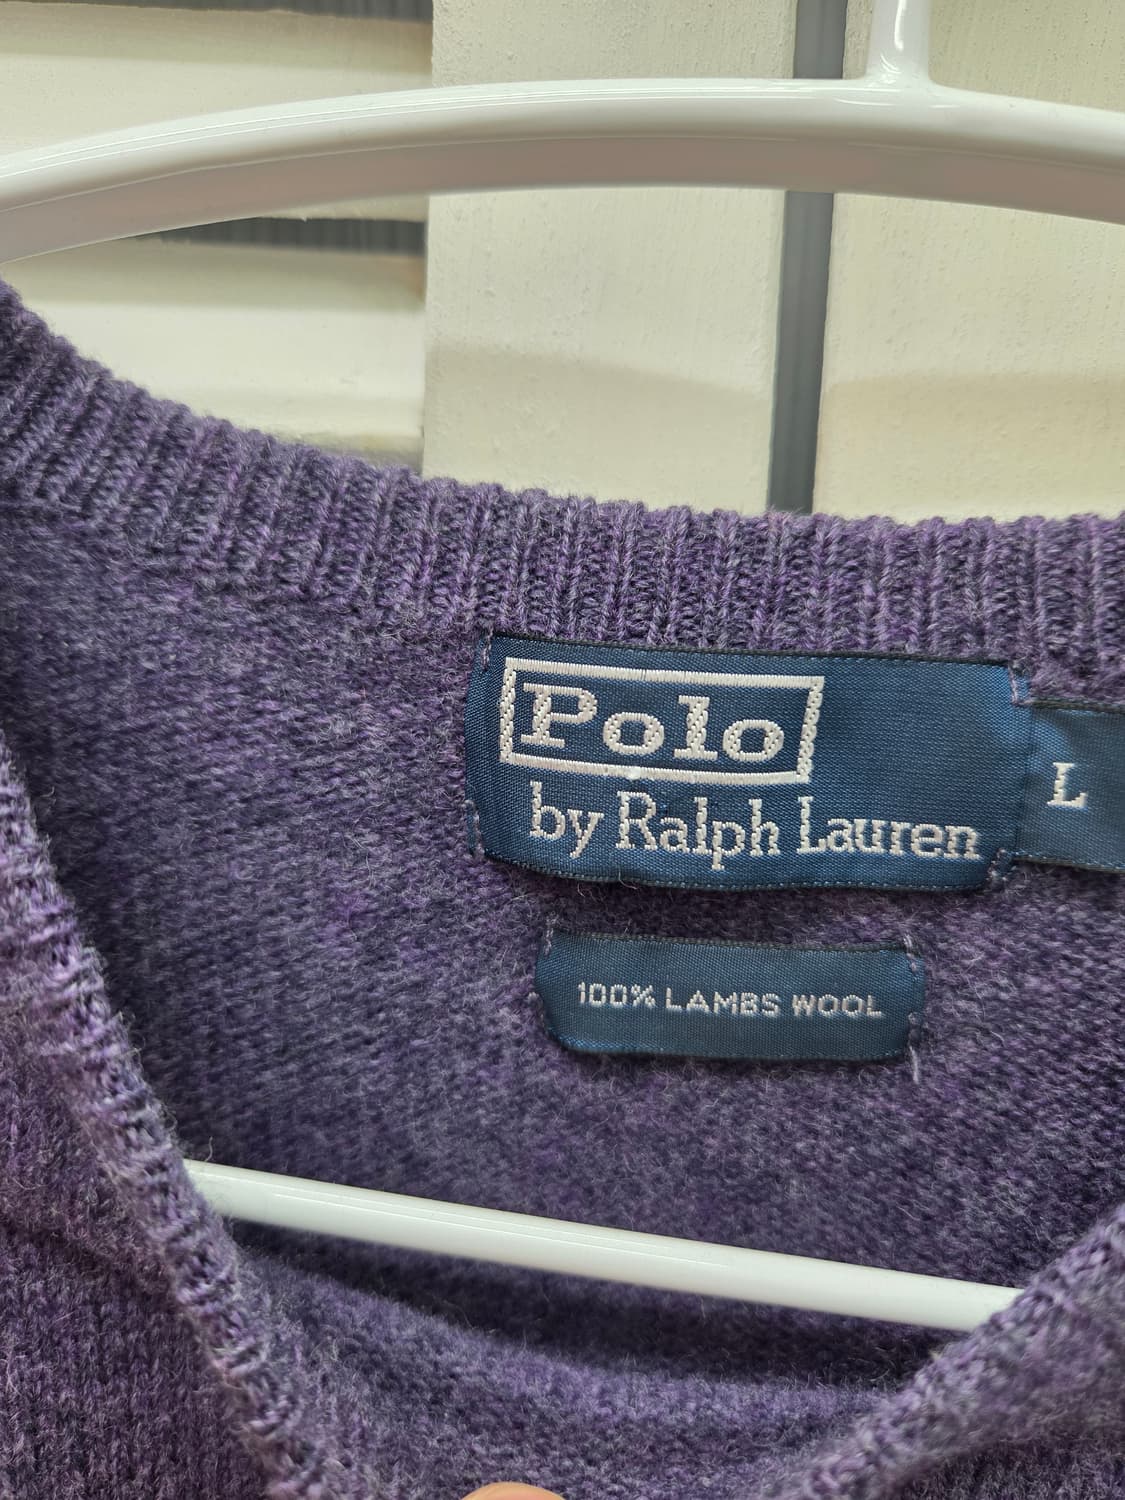 Polo
by Ralph Lauren
L
100% LAMBS WOOL